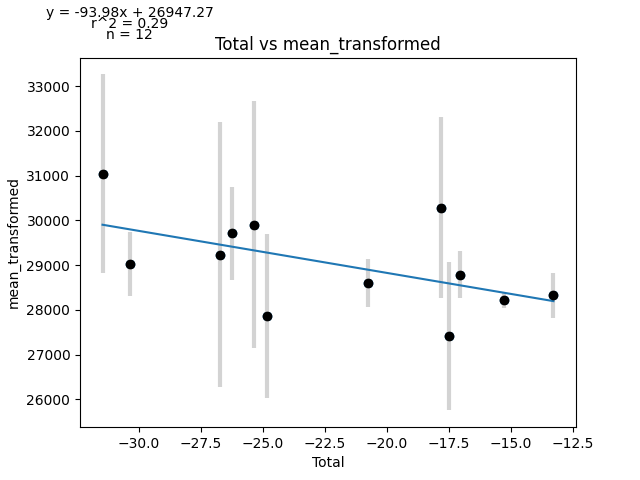 y = -93.98x + 26947.27
r^2 = 0.29
n = 12
Total vs mean_transformed
33000
32000
31000
30000
29000
28000
27000
26000
mean_transformed
−30.0 −27.5 −25.0 −22.5 −20.0 −17.5 −15.0 −12.5
Total